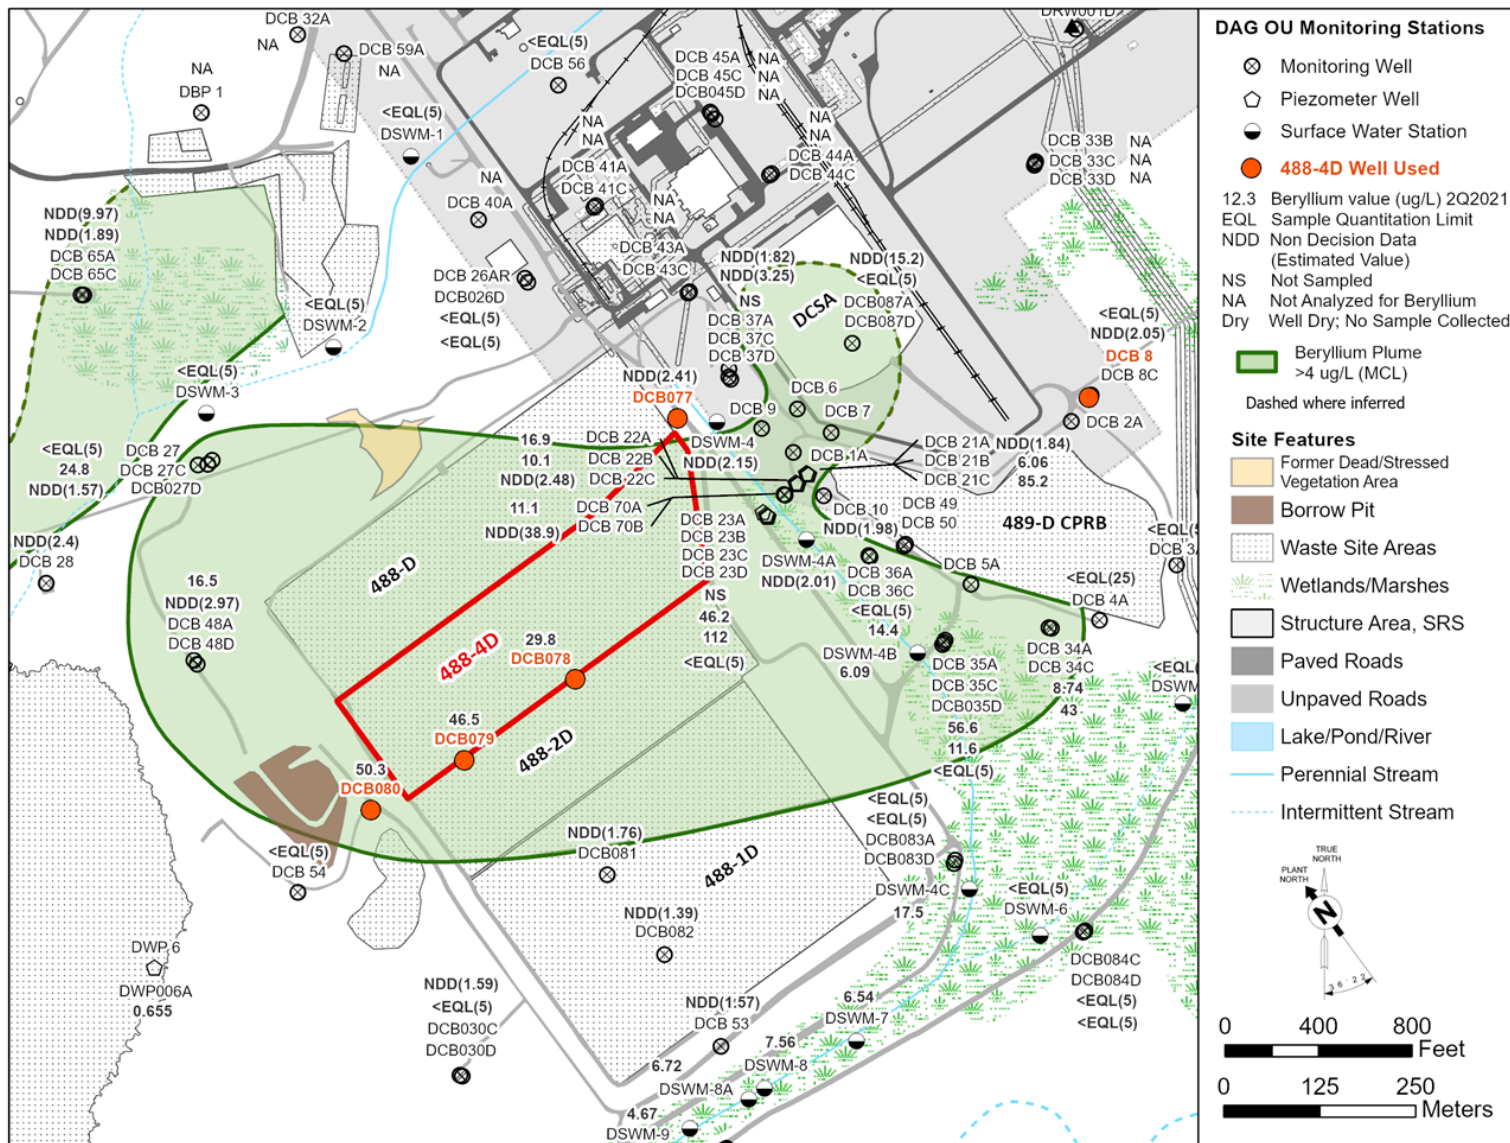 DCB 32A
NA
DCB 59A
NA
NA
DBP 1
<EQL(5)
DSWM-1
<EQL(5)
DCB 56
DCB 45A
DCB 45C
DCB045D
NA
NA
NA
DRW001D
NA
NA
DCB 41A
DCB 41C
NA
NA
DCB 44A
DCB 44C
DCB 33B
DCB 33C
DCB 33D
NA
NA
NA
NA
DCB 40A
NA
NA
DCB 43A
DCB 43C
NDD(9.97)
NDD(1.89)
DCB 65A
DCB 65C
DCB 26AR
DCB026D
<EQL(5)
<EQL(5)
<EQL(5)
DSWM-2
NDD(1.82)
NDD(3.25)
NS
DCB 37A
DCB 37C
DCB 37D
DCSA
NDD(15.2)
<EQL(5)
DCB087A
DCB087D
<EQL(5)
NDD(2.05)
DCB 8
DCB 8C
DCB 2A
<EQL(5)
DSWM-3
NDD(2.41)
DCB077
DCB 6
DCB 9
DCB 7
DSWM-4
NDD(2.15)
DCB 1A
<EQL(5)
24.8
NDD(1.57)
DCB 27
DCB 27C
DCB027D
16.9
10.1
NDD(2.48)
DCB 22A
DCB 22B
DCB 22C
11.1
NDD(38.9)
DCB 70A
DCB 70B
DCB 21A
DCB 21B
DCB 21C
NDD(1.84)
6.06
85.2
DCB 10
NDD(1.98)
DCB 49
DCB 50
489-D CPRB
DCB 23A
DCB 23B
DCB 23C
DCB 23D
NS
46.2
112
<EQL(5)
DSWM-4A
NDD(2.01)
DCB 36A
DCB 36C
<EQL(5)
14.4
DCB 5A
<EQL(25)
DCB 4A
NDD(2.4)
DCB 28
16.5
NDD(2.97)
DCB 48A
DCB 48D
488-D
488-4D
29.8
DCB078
46.5
DCB079
488-2D
50.3
DCB080
DSWM-4B
6.09
DCB 35A
DCB 35C
DCB035D
56.6
11.6
<EQL(5)
DCB 34A
DCB 34C
8.74
43
<EQL(5)
DCB 54
NDD(1.76)
DCB081
488-1D
<EQL(5)
<EQL(5)
DCB083A
DCB083D
DSWM-4C
17.5
<EQL(5)
DSWM-6
NDD(1.39)
DCB082
DCB084C
DCB084D
<EQL(5)
<EQL(5)
DWP 6
DWP006A
0.655
NDD(1.59)
<EQL(5)
DCB030C
DCB030D
NDD(1.57)
DCB 53
6.54
DSWM-7
7.56
DSWM-8
6.72
DSWM-8A
4.67
DSWM-9
DAG OU Monitoring Stations
Monitoring Well
Piezometer Well
Surface Water Station
488-4D Well Used
12.3 Beryllium value (ug/L) 2Q2021
EQL Sample Quantitation Limit
NDD Non Decision Data
(Estimated Value)
NS Not Sampled
NA Not Analyzed for Beryllium
Dry Well Dry; No Sample Collected
Beryllium Plume
>4 ug/L (MCL)
Dashed where inferred
Site Features
Former Dead/Stressed
Vegetation Area
Borrow Pit
Waste Site Areas
Wetlands/Marshes
Structure Area, SRS
Paved Roads
Unpaved Roads
Lake/Pond/River
Perennial Stream
Intermittent Stream
TRUE
NORTH
PLANT
NORTH
N
0 400 800
Feet
0 125 250
Meters